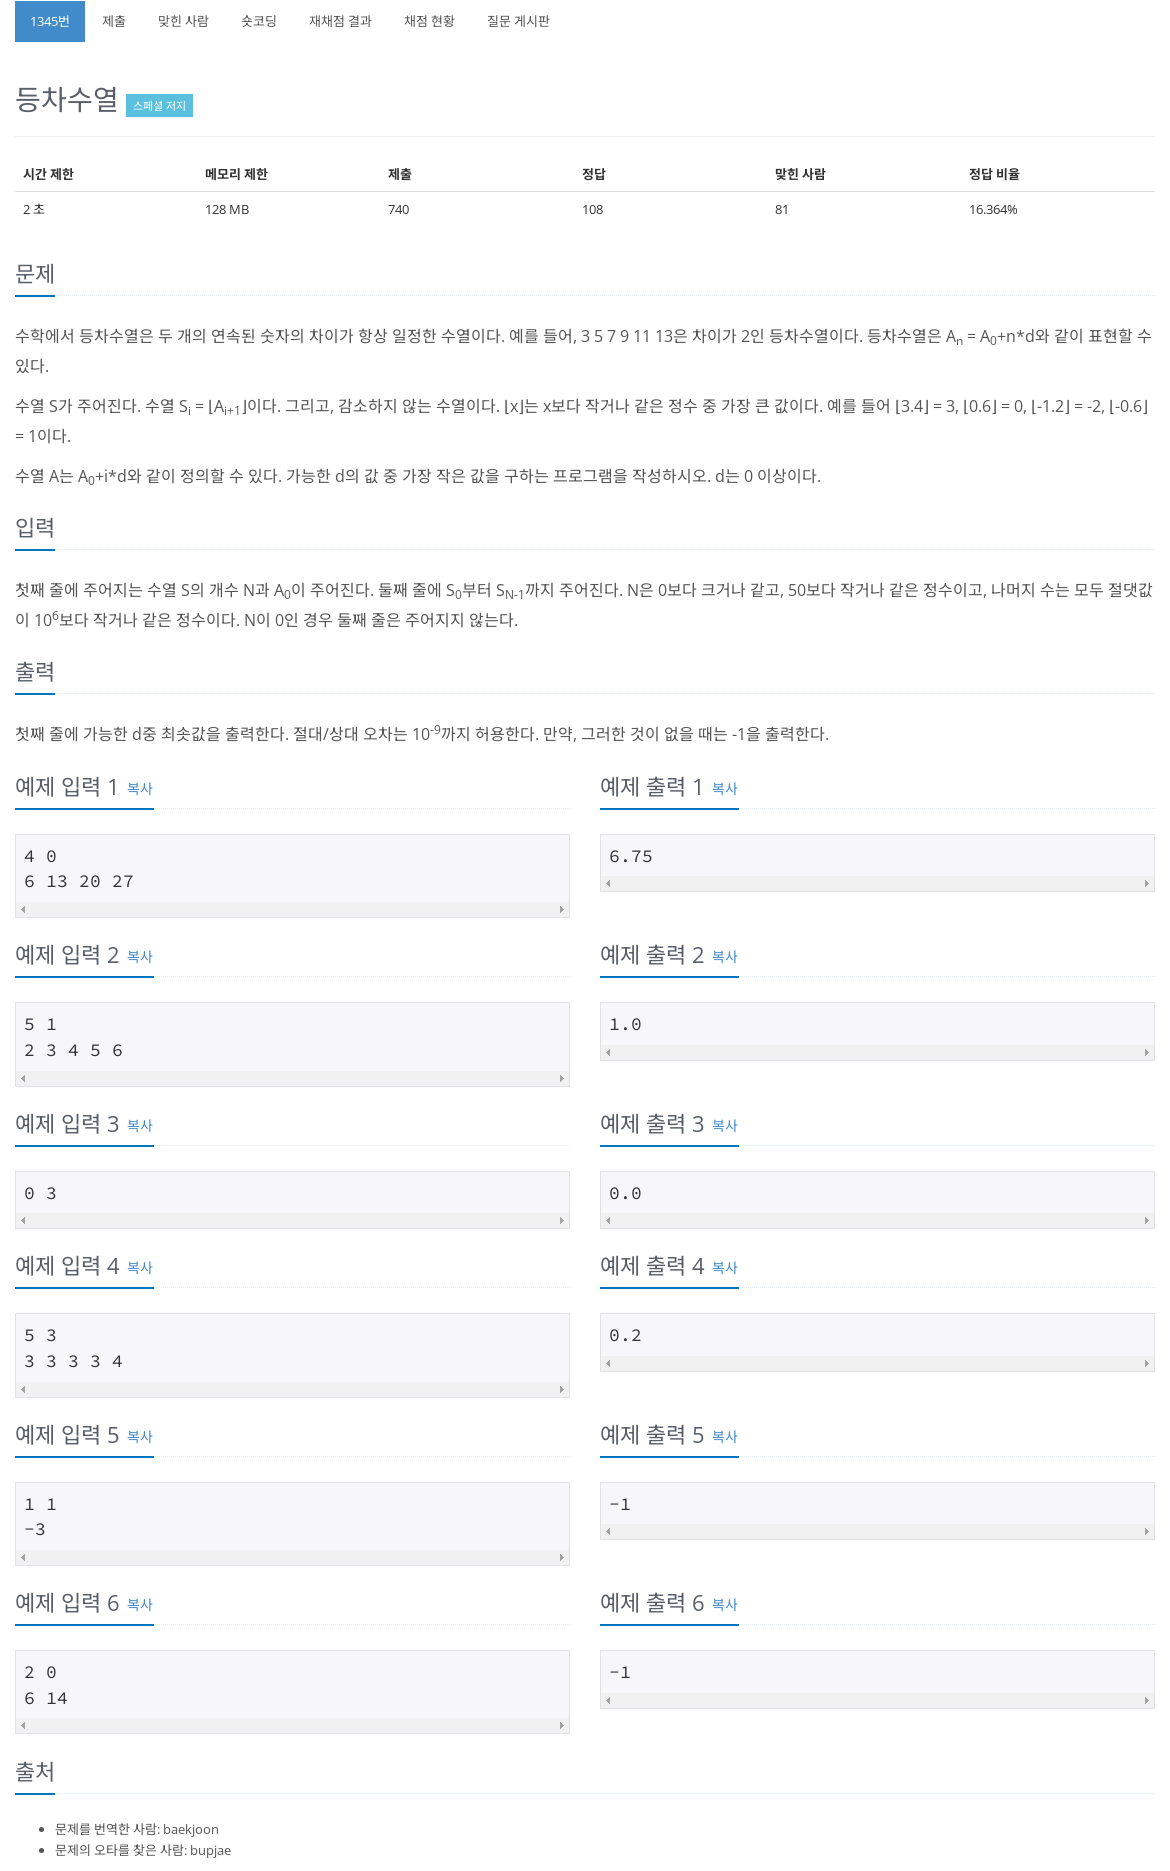 1345번 제출 맞힌 사람 숏코딩 재채점 결과 채점 현황 질문 게시판
등차수열 스페셜 저지
시간 제한 메모리 제한 제출 정답 맞힌 사람 정답 비율
2 초 128 MB 740 108 81 16.364%
문제
수학에서 등차수열은 두 개의 연속된 숫자의 차이가 항상 일정한 수열이다. 예를 들어, 3 5 7 9 11 13은 차이가 2인 등차수열이다. 등차수열은 Aₙ = A₀+n*d와 같이 표현할 수
있다.
수열 S가 주어진다. 수열 Sᵢ = ⌊Aᵢ₊₁⌋이다. 그리고, 감소하지 않는 수열이다. ⌊x⌋는 x보다 작거나 같은 정수 중 가장 큰 값이다. 예를 들어 ⌊3.4⌋ = 3, ⌊0.6⌋ = 0, ⌊-1.2⌋ = -2, ⌊-0.6⌋
= 1이다.
수열 A는 A₀+i*d와 같이 정의할 수 있다. 가능한 d의 값 중 가장 작은 값을 구하는 프로그램을 작성하시오. d는 0 이상이다.
입력
첫째 줄에 주어지는 수열 S의 개수 N과 A₀이 주어진다. 둘째 줄에 S₀부터 S_N-1까지 주어진다. N은 0보다 크거나 같고, 50보다 작거나 같은 정수이고, 나머지 수는 모두 절댓값
이 10⁶보다 작거나 같은 정수이다. N이 0인 경우 둘째 줄은 주어지지 않는다.
출력
첫째 줄에 가능한 d중 최솟값을 출력한다. 절대/상대 오차는 10⁻⁹까지 허용한다. 만약, 그러한 것이 없을 때는 -1을 출력한다.
예제 입력 1 복사
4 0
6 13 20 27
예제 출력 1 복사
6.75
예제 입력 2 복사
5 1
2 3 4 5 6
예제 출력 2 복사
1.0
예제 입력 3 복사
0 3
예제 출력 3 복사
0.0
예제 입력 4 복사
5 3
3 3 3 3 4
예제 출력 4 복사
0.2
예제 입력 5 복사
1 1
-3
예제 출력 5 복사
-1
예제 입력 6 복사
2 0
6 14
예제 출력 6 복사
-1
출처
문제를 번역한 사람: baekjoon
문제의 오타를 찾은 사람: bupjae